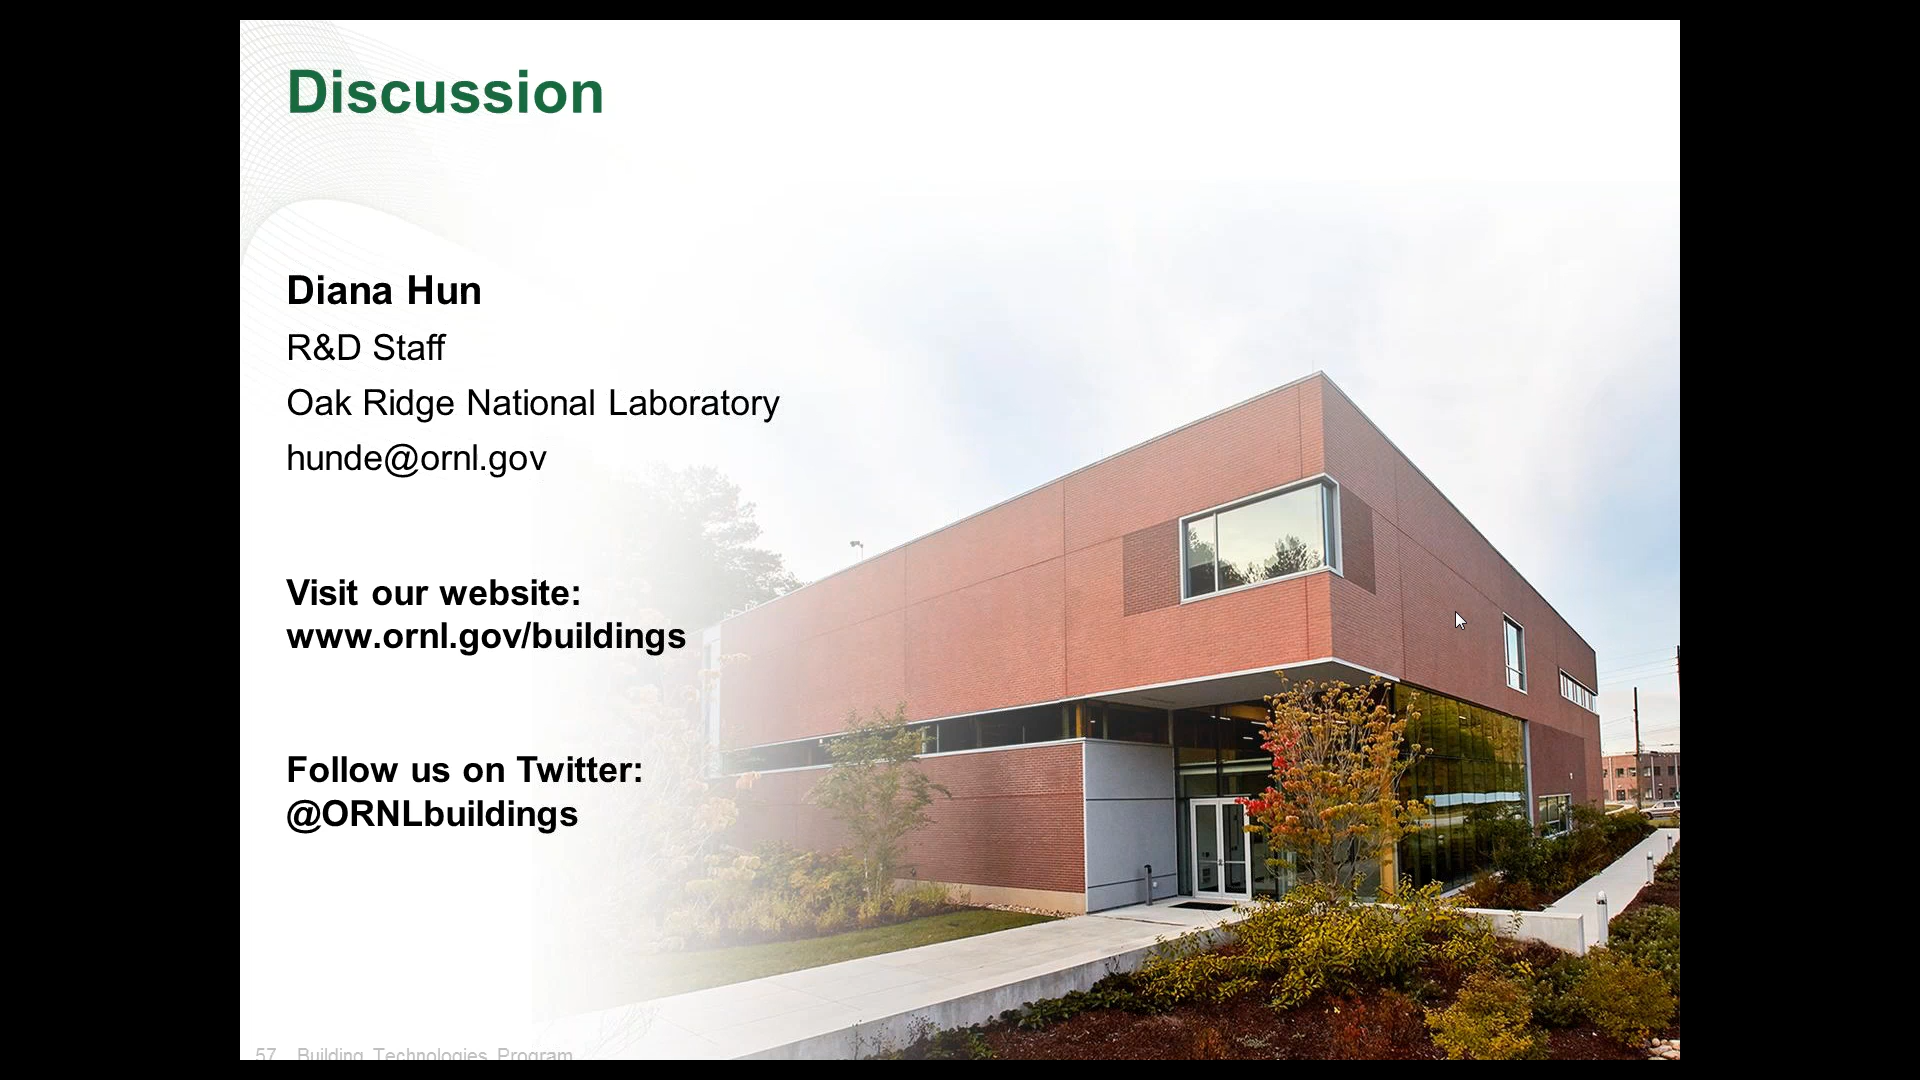 Discussion
Diana Hun
R&D Staff
Oak Ridge National Laboratory
hunde@ornl.gov
Visit our website:
www.ornl.gov/buildings
Follow us on Twitter:
@ORNLbuildings
57 Building Technologies Program